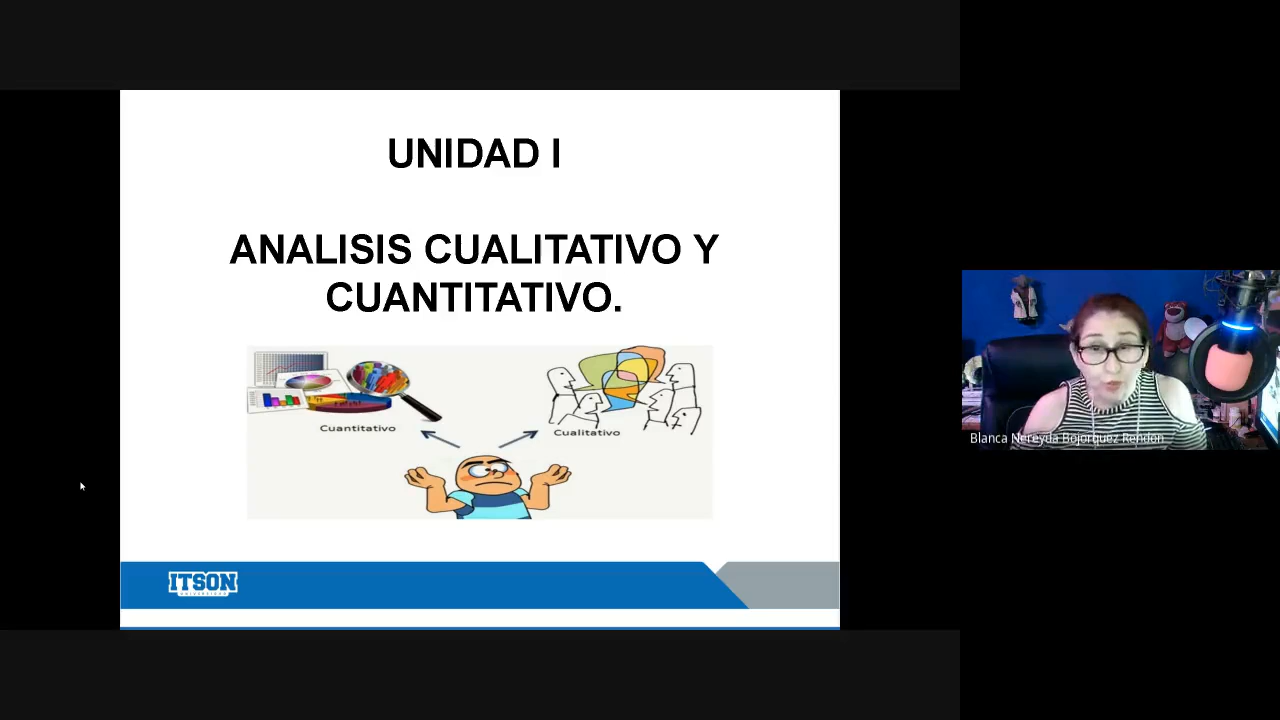 UNIDAD I
ANALISIS CUALITATIVO Y
CUANTITATIVO.
Cuantitativo
Cualitativo
ITSON
Blanca Nereyda Bojorquez Rendon